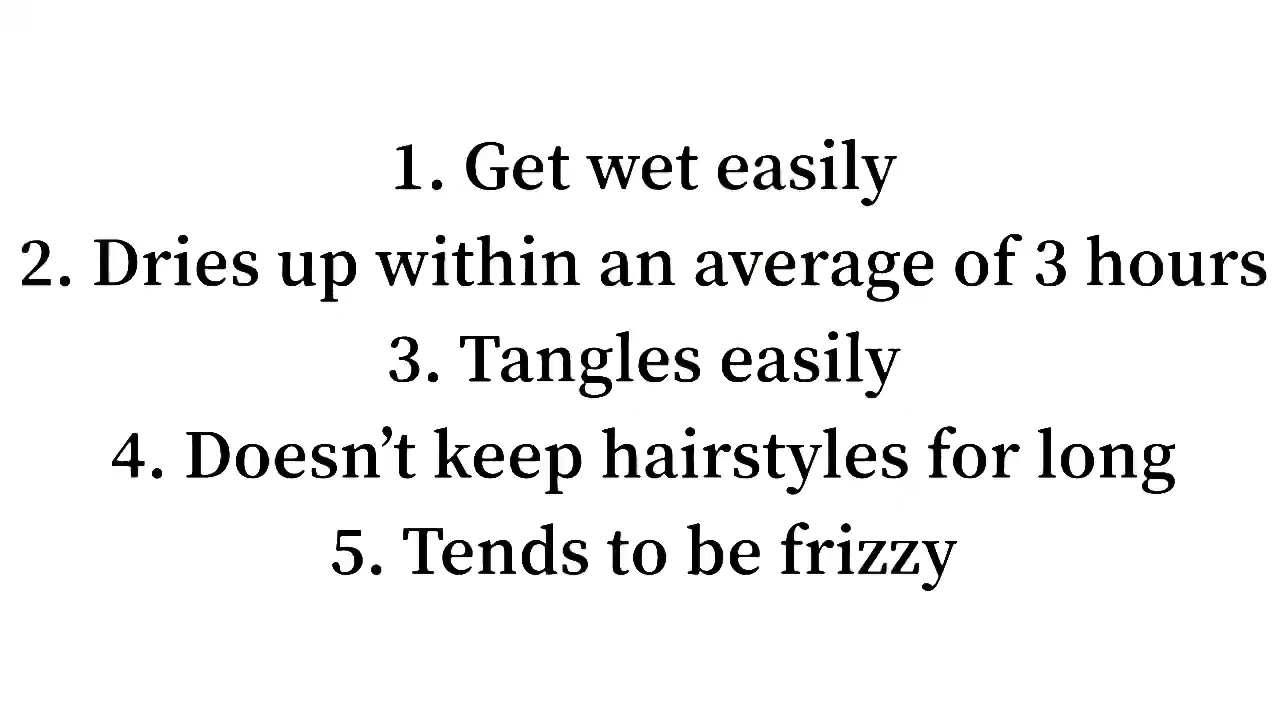 1. Get wet easily
2. Dries up within an average of 3 hours
3. Tangles easily
4. Doesn’t keep hairstyles for long
5. Tends to be frizzy